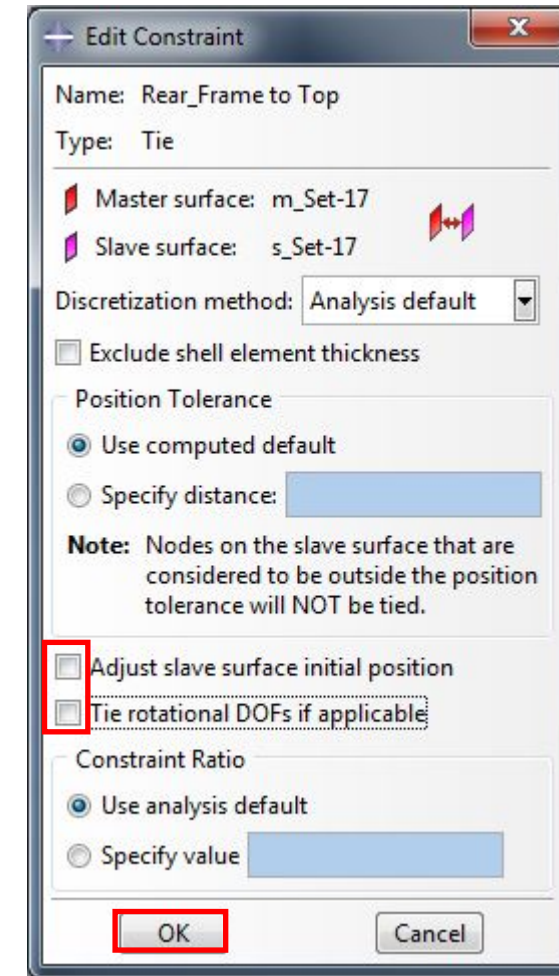 Edit Constraint
Name: Rear_Frame to Top
Type: Tie
Master surface: m_Set-17
Slave surface: s_Set-17
Discretization method: Analysis default
Exclude shell element thickness
Position Tolerance
Use computed default
Specify distance:
Note: Nodes on the slave surface that are
considered to be outside the position
tolerance will NOT be tied.
Adjust slave surface initial position
Tie rotational DOFs if applicable
Constraint Ratio
Use analysis default
Specify value
OK Cancel